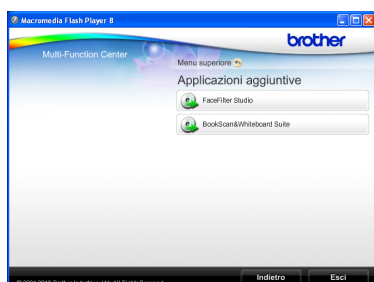 Macromedia Flash Player 8
brother
Multi-Function Center
Menu superiore
Applicazioni aggiuntive
FaceFilter Studio
BookScan&Whiteboard Suite
Indietro
Esci